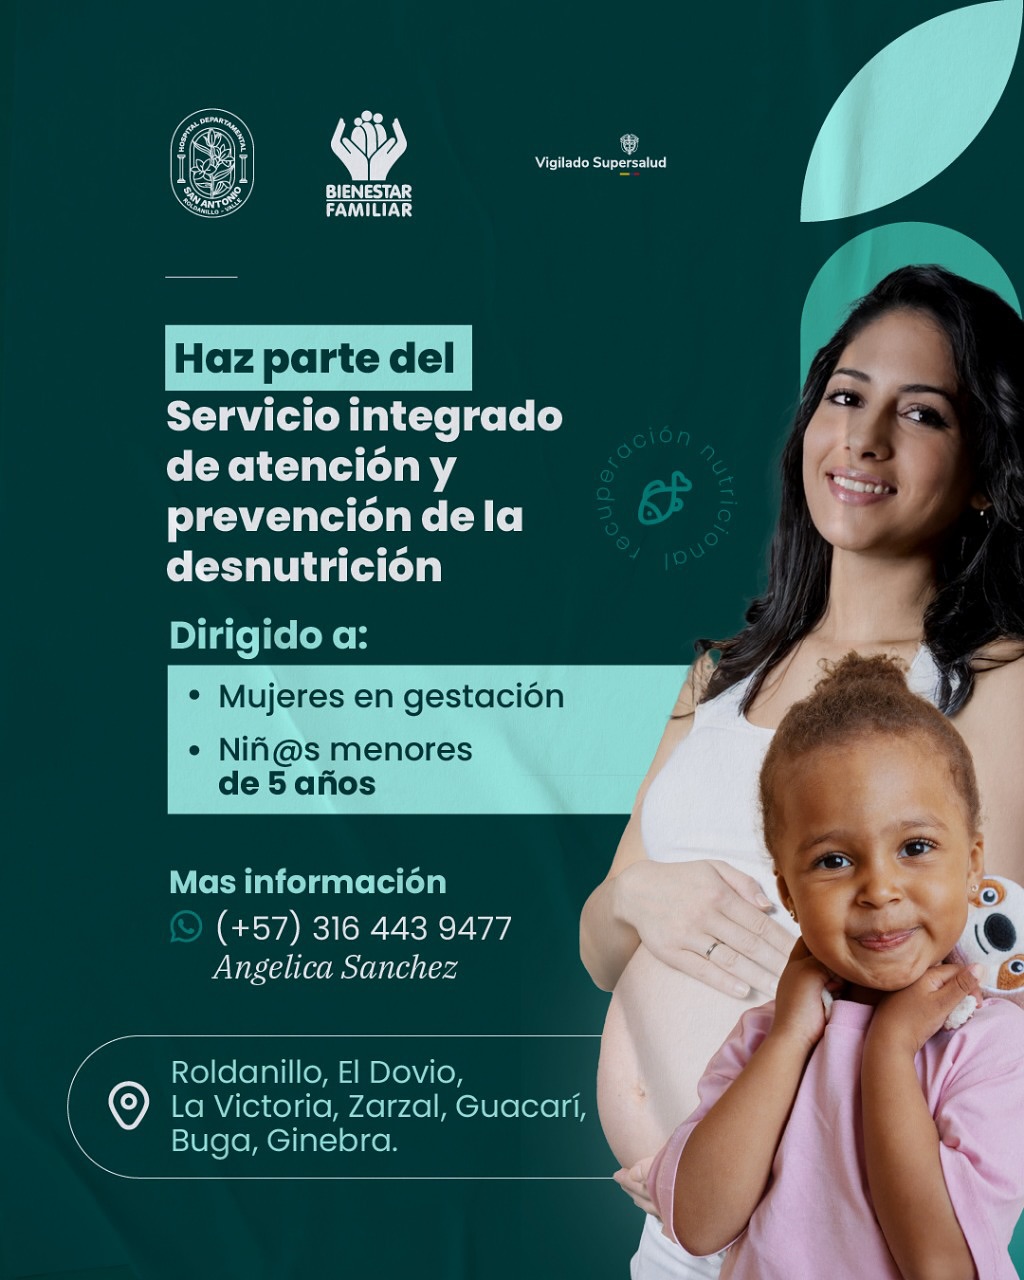 HOSPITAL DEPARTAMENTAL
SAN ANTONIO
ROLDANILLO - VALLE
BIENESTAR
FAMILIAR
Vigilado Supersalud
Haz parte del
Servicio integrado
de atención y
prevención de la
desnutrición
recuperación nutricional
Dirigido a:
• Mujeres en gestación
• Niñ@s menores
de 5 años
Mas información
(+57) 316 443 9477
Angelica Sanchez
Roldanillo, El Dovio,
La Victoria, Zarzal, Guacarí,
Buga, Ginebra.